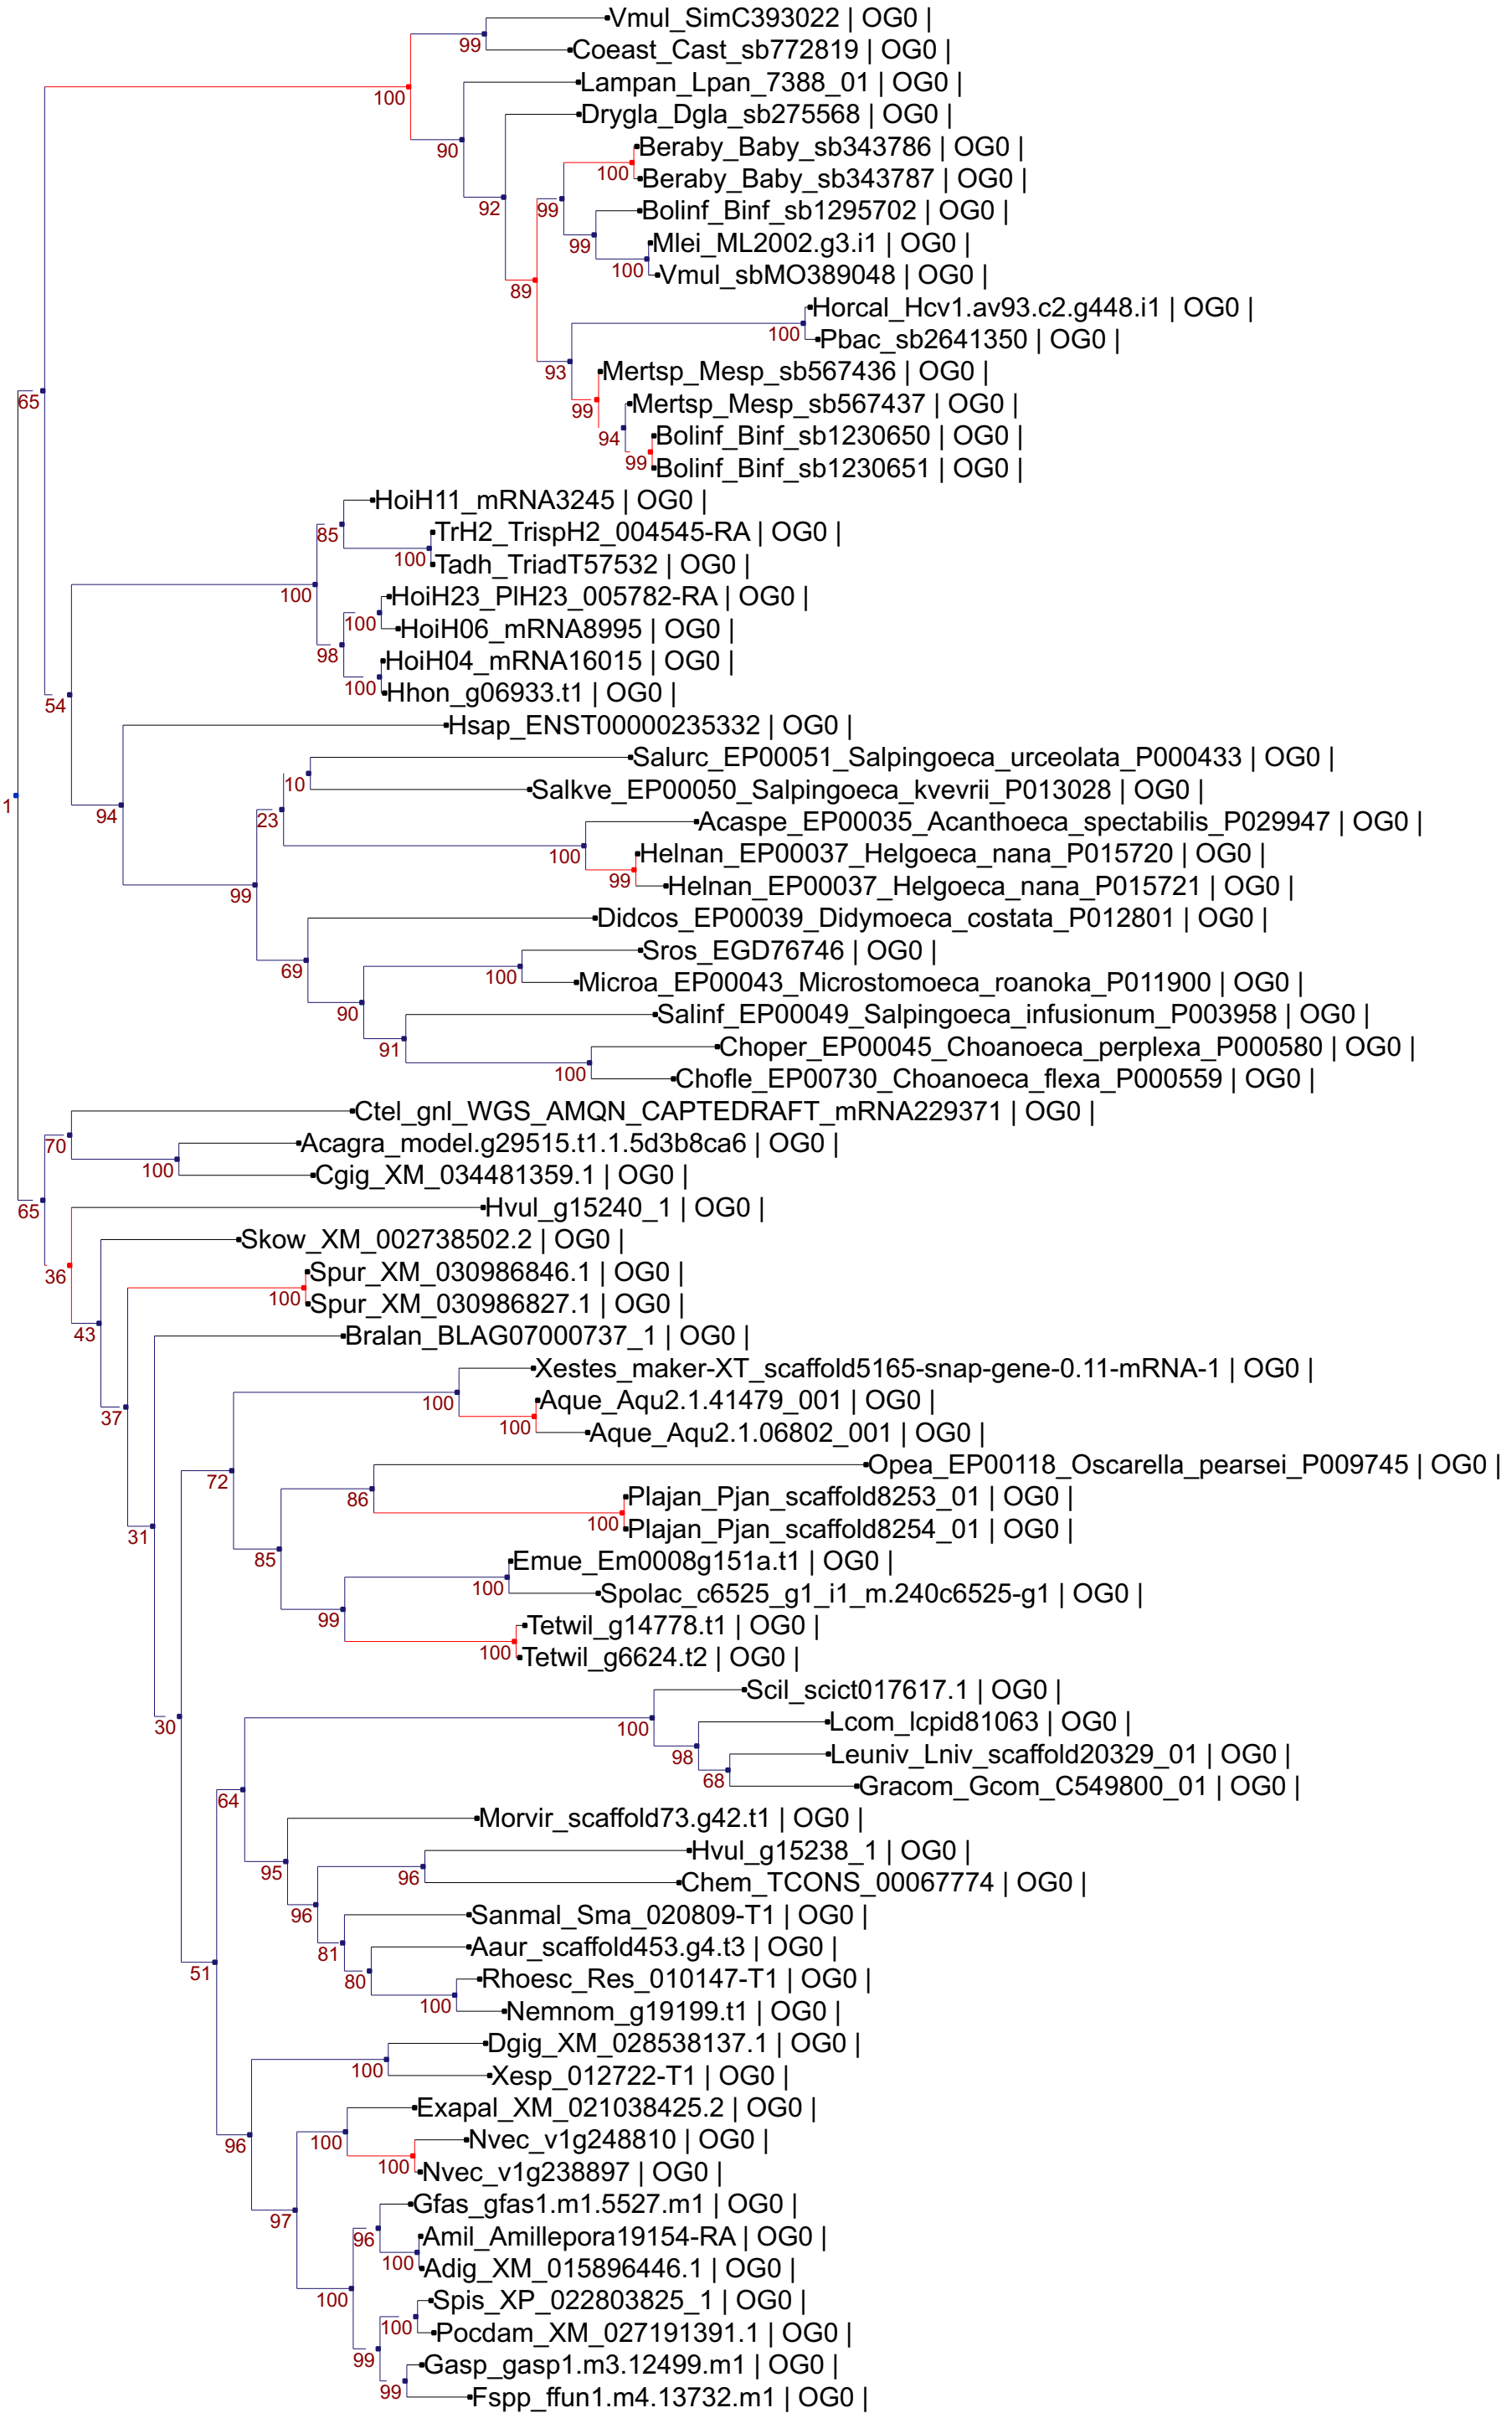 Vmul_SimC393022 | OG0 |
99
Coeast_Cast_sb772819 | OG0 |
Lampan_Lpan_7388_01 | OG0 |
100
Drygla_Dgla_sb275568 | OG0 |
90
Beraby_Baby_sb343786 | OG0 |
100
Beraby_Baby_sb343787 | OG0 |
92
99
Bolinf_Binf_sb1295702 | OG0 |
99
Mlei_ML2002.g3.i1 | OG0 |
100
Vmul_sbMO389048 | OG0 |
89
Horcal_Hcv1.av93.c2.g448.i1 | OG0 |
100
Pbac_sb2641350 | OG0 |
93
Mertsp_Mesp_sb567436 | OG0 |
65
99
Mertsp_Mesp_sb567437 | OG0 |
94
Bolinf_Binf_sb1230650 | OG0 |
99
Bolinf_Binf_sb1230651 | OG0 |
HoiH11_mRNA3245 | OG0 |
85
TrH2_TrispH2_004545-RA | OG0 |
100
Tadh_TriadT57532 | OG0 |
100
HoiH23_PlH23_005782-RA | OG0 |
100
HoiH06_mRNA8995 | OG0 |
98
HoiH04_mRNA16015 | OG0 |
100
Hhon_g06933.t1 | OG0 |
54
Hsap_ENST00000235332 | OG0 |
Salurc_EP00051_Salpingoeca_urceolata_P000433 | OG0 |
10
Salkve_EP00050_Salpingoeca_kvevrii_P013028 | OG0 |
1
94
23
Acaspe_EP00035_Acanthoeca_spectabilis_P029947 | OG0 |
100
Helnan_EP00037_Helgoeca_nana_P015720 | OG0 |
99
Helnan_EP00037_Helgoeca_nana_P015721 | OG0 |
99
Didcos_EP00039_Didymoeca_costata_P012801 | OG0 |
Sros_EGD76746 | OG0 |
69
100
Microa_EP00043_Microstomoeca_roanoka_P011900 | OG0 |
90
Salinf_EP00049_Salpingoeca_infusionum_P003958 | OG0 |
91
Choper_EP00045_Choanoeca_perplexa_P000580 | OG0 |
100
Chofle_EP00730_Choanoeca_flexa_P000559 | OG0 |
Ctel_gnl_WGS_AMQN_CAPTEDRAFT_mRNA229371 | OG0 |
70
Acagra_model.g29515.t1.1.5d3b8ca6 | OG0 |
100
Cgig_XM_034481359.1 | OG0 |
65
Hvul_g15240_1 | OG0 |
Skow_XM_002738502.2 | OG0 |
36
Spur_XM_030986846.1 | OG0 |
100
Spur_XM_030986827.1 | OG0 |
43
Bralan_BLAG07000737_1 | OG0 |
Xestes_maker-XT_scaffold5165-snap-gene-0.11-mRNA-1 | OG0 |
100
Aque_Aqu2.1.41479_001 | OG0 |
37
100
Aque_Aqu2.1.06802_001 | OG0 |
Opea_EP00118_Oscarella_pearsei_P009745 | OG0 |
72
86
Plajan_Pjan_scaffold8253_01 | OG0 |
100
Plajan_Pjan_scaffold8254_01 | OG0 |
31
85
Emue_Em0008g151a.t1 | OG0 |
100
Spolac_c6525_g1_i1_m.240c6525-g1 | OG0 |
99
Tetwil_g14778.t1 | OG0 |
100
Tetwil_g6624.t2 | OG0 |
Scil_scict017617.1 | OG0 |
30
100
Lcom_lcpid81063 | OG0 |
98
Leuniv_Lniv_scaffold20329_01 | OG0 |
68
Gracom_Gcom_C549800_01 | OG0 |
64
Morvir_scaffold73.g42.t1 | OG0 |
Hvul_g15238_1 | OG0 |
95
96
Chem_TCONS_00067774 | OG0 |
96
Sanmal_Sma_020809-T1 | OG0 |
81
Aaur_scaffold453.g4.t3 | OG0 |
51
80
Rhoesc_Res_010147-T1 | OG0 |
100
Nemnom_g19199.t1 | OG0 |
Dgig_XM_028538137.1 | OG0 |
100
Xesp_012722-T1 | OG0 |
Exapal_XM_021038425.2 | OG0 |
96
100
Nvec_v1g248810 | OG0 |
100
Nvec_v1g238897 | OG0 |
97
Gfas_gfas1.m1.5527.m1 | OG0 |
96
Amil_Amillepora19154-RA | OG0 |
100
Adig_XM_015896446.1 | OG0 |
100
Spis_XP_022803825_1 | OG0 |
100
Pocdam_XM_027191391.1 | OG0 |
99
Gasp_gasp1.m3.12499.m1 | OG0 |
99
Fspp_ffun1.m4.13732.m1 | OG0 |